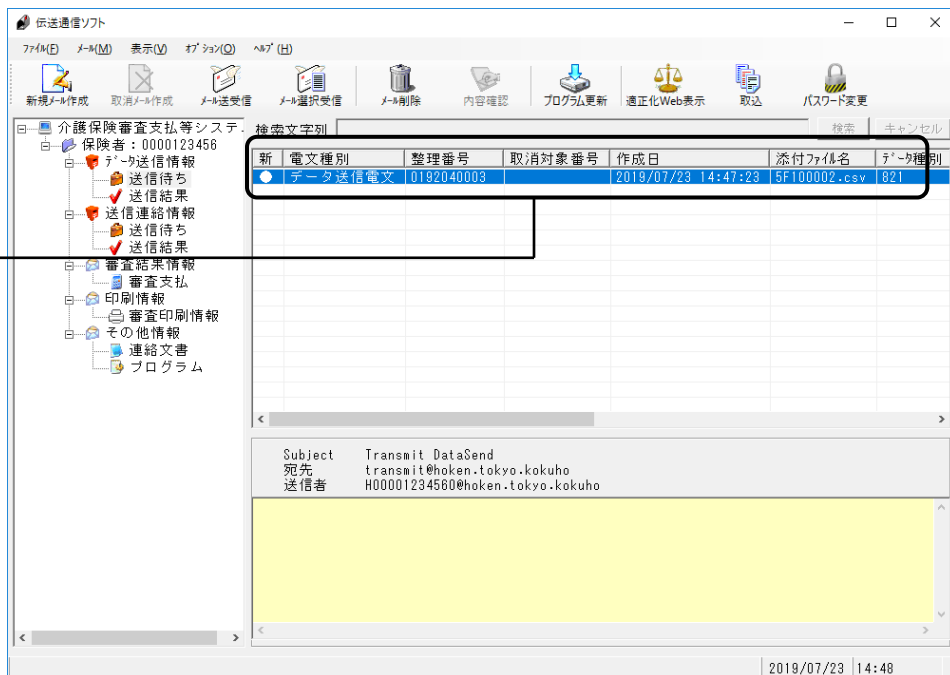 伝送通信ソフト
ﾌｧｲﾙ(F) ﾒｰﾙ(M) 表示(V) ｵﾌﾟｼｮﾝ(O) ﾍﾙﾌﾟ(H)
新規ﾒｰﾙ作成 取消ﾒｰﾙ作成 ﾒｰﾙ送受信 ﾒｰﾙ選択受信 ﾒｰﾙ削除 内容確認 ﾌﾟﾛｸﾞﾗﾑ更新 適正化Web表示 取込 ﾊﾟｽﾜｰﾄﾞ変更
検索文字列 検索 キャンセル
介護保険審査支払等システ
保険者：0000123456
ﾃﾞｰﾀ送信情報
送信待ち
送信結果
送信連絡情報
送信待ち
送信結果
審査結果情報
審査支払
印刷情報
審査印刷情報
その他情報
連絡文書
プログラム
新 電文種別 整理番号 取消対象番号 作成日 添付ﾌｧｲﾙ名 ﾃﾞｰﾀ種別
● データ送信電文 0192040003 2019/07/23 14:47:23 5F100002.csv 821
Subject Transmit DataSend
宛先 transmit@hoken.tokyo.kokuho
送信者 H00001234560@hoken.tokyo.kokuho
2019/07/23 14:48